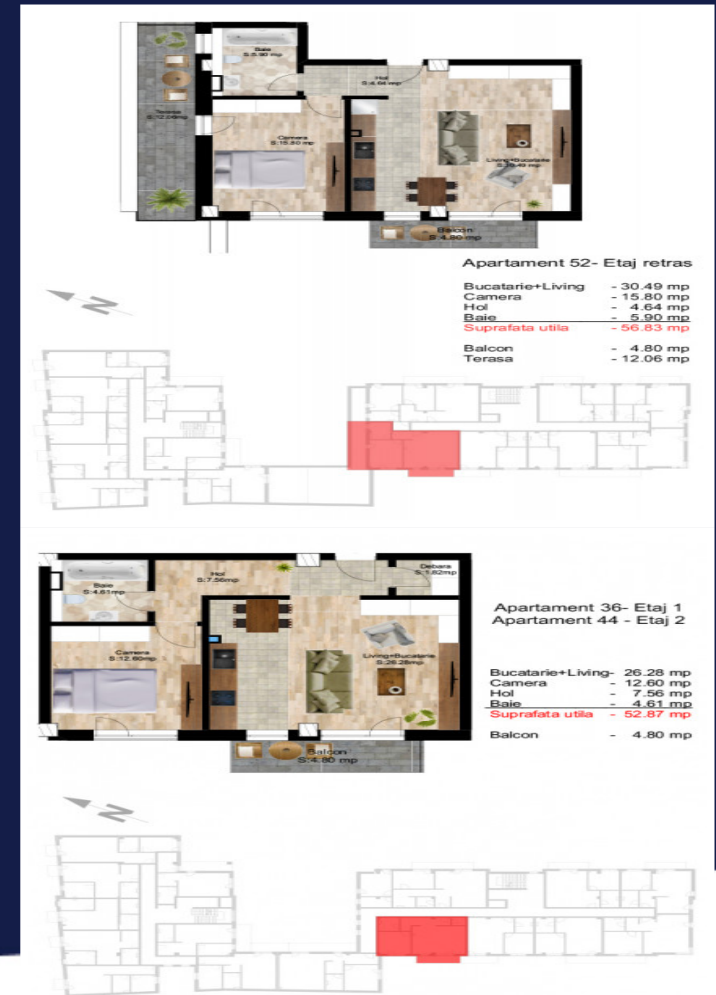 Baie
S:5.90 mp
Hol
S:4.64 mp
Terasa
S:12.06mp
Camera
S:15.80 mp
Living+Bucatarie
S:30.49 mp
Balcon
S:4.80 mp
Apartament 52- Etaj retras
Bucatarie+Living - 30.49 mp
Camera - 15.80 mp
Hol - 4.64 mp
Baie - 5.90 mp
Suprafata utila - 56.83 mp
Balcon - 4.80 mp
Terasa - 12.06 mp
N
Baie
S:4.61mp
Hol
S:7.56mp
Debara
S:1.82mp
Camera
S:12.60mp
Living+Bucatarie
S:26.28mp
Balcon
S:4.80 mp
Apartament 36- Etaj 1
Apartament 44 - Etaj 2
Bucatarie+Living- 26.28 mp
Camera - 12.60 mp
Hol - 7.56 mp
Baie - 4.61 mp
Suprafata utila - 52.87 mp
Balcon - 4.80 mp
N